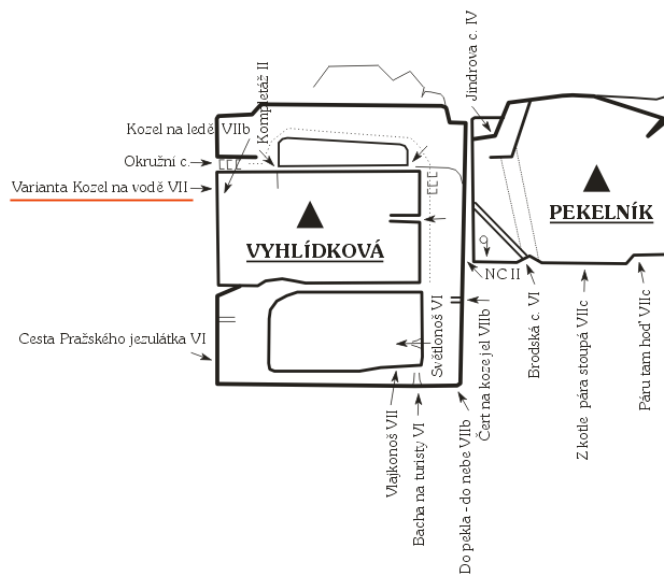 Kozel na ledě VIIb
Kompletáž II
Okružní c.
Varianta Kozel na vodě VII
VYHLÍDKOVÁ
Cesta Pražského jezulátka VI
Světlonoš VI
Vlajkonoš VII
Bacha na turisty VI
Do pekla - do nebe VIIb
Čert na koze jel VIIb
NC II
Jindrova c. IV
PEKELNÍK
Brodská c. VI
Z kotle pára stoupá VIIc
Páru tam hoď VIIc